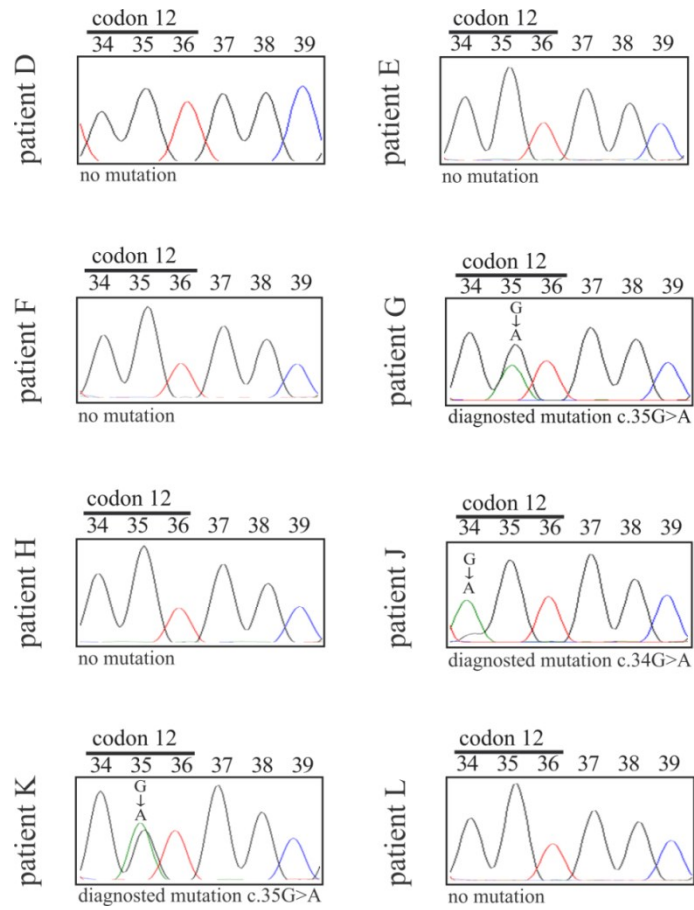 patient D
codon 12
34 35 36 37 38 39
no mutation
patient E
codon 12
34 35 36 37 38 39
no mutation
patient F
codon 12
34 35 36 37 38 39
no mutation
patient G
codon 12
34 35 36 37 38 39
G
↓
A
diagnosted mutation c.35G>A
patient H
codon 12
34 35 36 37 38 39
no mutation
patient J
codon 12
34 35 36 37 38 39
G
↓
A
diagnosted mutation c.34G>A
patient K
codon 12
34 35 36 37 38 39
G
↓
A
diagnosted mutation c.35G>A
patient L
codon 12
34 35 36 37 38 39
no mutation